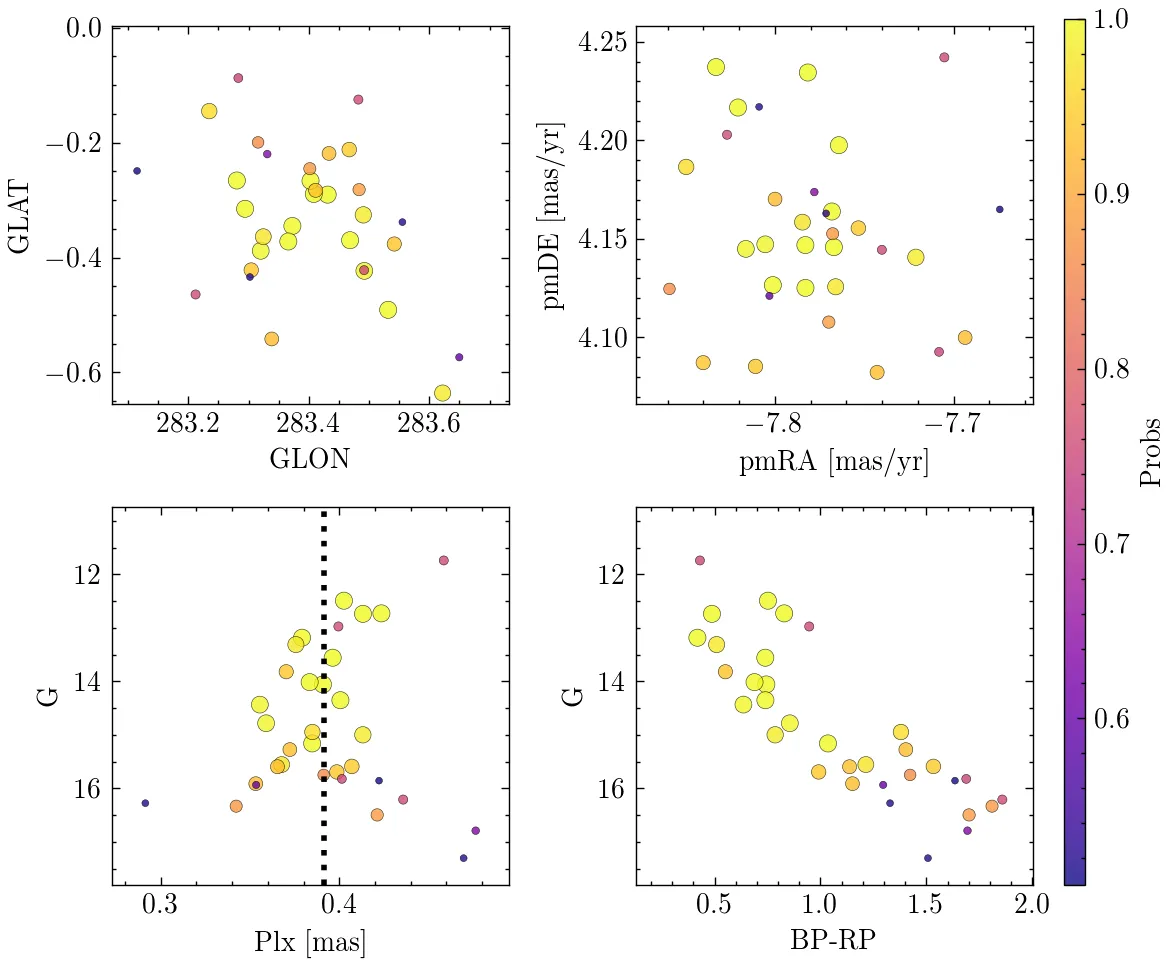 0.0
−0.2
−0.4
−0.6
GLAT
283.2 283.4 283.6
GLON
4.25
4.20
4.15
4.10
pmDE [mas/yr]
−7.8 −7.7
pmRA [mas/yr]
1.0
0.9
0.8
0.7
0.6
Probs
12
14
16
G
0.3 0.4
Plx [mas]
12
14
16
G
0.5 1.0 1.5 2.0
BP-RP